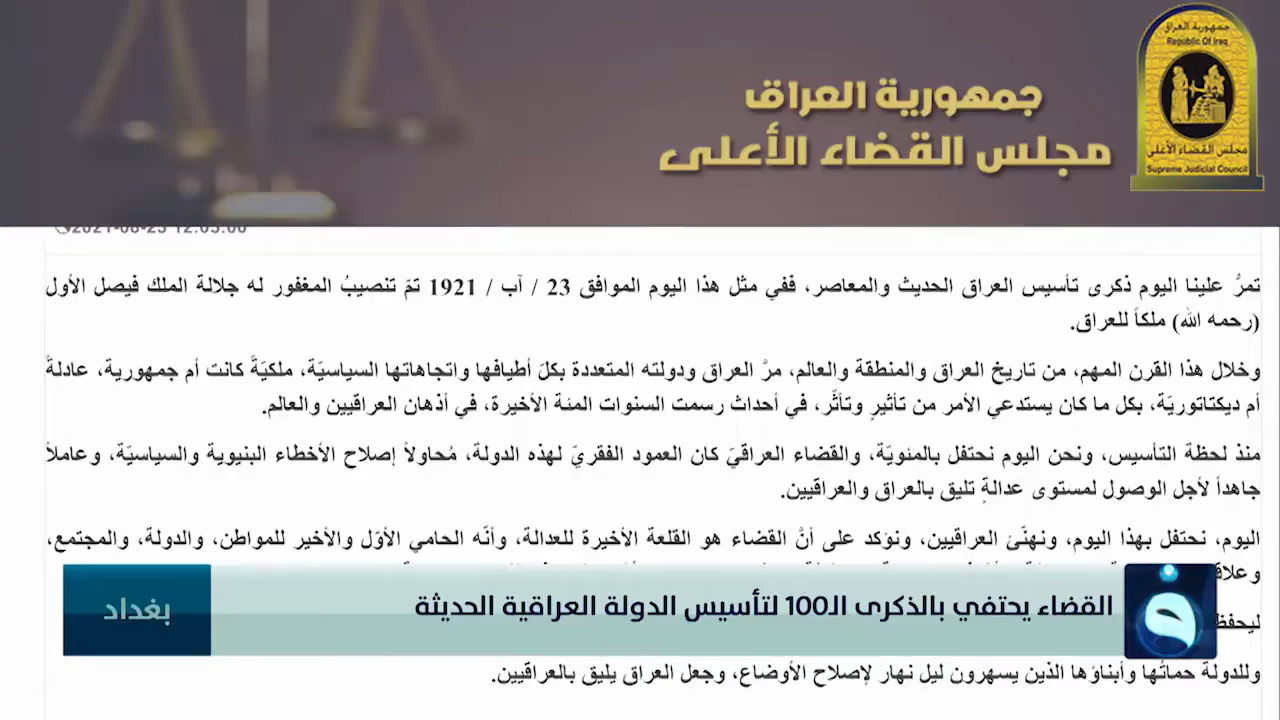 جمهورية العراق
Republic Of Iraq
مجلس القضاء الأعلى
Supreme Judicial Council
جمهورية العراق
مجلس القضاء الأعلى
2021-08-23 12:05:00
تمرُّ علينا اليوم ذكرى تأسيس العراق الحديث والمعاصر، ففي مثل هذا اليوم الموافق 23 / آب / 1921 تمّ تنصيبُ المغفور له جلالة الملك فيصل الأول
(رحمه الله) ملكاً للعراق.
وخلال هذا القرن المهم، من تاريخ العراق والمنطقة والعالم، مرَّ العراق ودولته المتعددة بكلّ أطيافها واتجاهاتها السياسيّة، ملكيّةً كانت أم جمهورية، عادلةً
أم ديكتاتوريّة، بكل ما كان يستدعي الأمر من تأثيرٍ وتأثّر، في أحداث رسمت السنوات المئة الأخيرة، في أذهان العراقيين والعالم.
منذ لحظة التأسيس، ونحن اليوم نحتفل بالمئويّة، والقضاء العراقيّ كان العمود الفقريّ لهذه الدولة، مُحاولاً إصلاح الأخطاء البنيوية والسياسيّة، وعاملاً
جاهداً لأجل الوصول لمستوى عدالةٍ تليق بالعراق والعراقيين.
اليوم، نحتفل بهذا اليوم، ونهنّئ العراقيين، ونؤكد على أنَّ القضاء هو القلعة الأخيرة للعدالة، وأنّه الحامي الأوّل والأخير للمواطن، والدولة، والمجتمع،
القضاء يحتفي بالذكرى الـ100 لتأسيس الدولة العراقية الحديثة
بغداد
وللدولة حماتُها وأبناؤها الذين يسهرون ليل نهار لإصلاح الأوضاع، وجعل العراق يليق بالعراقيين.